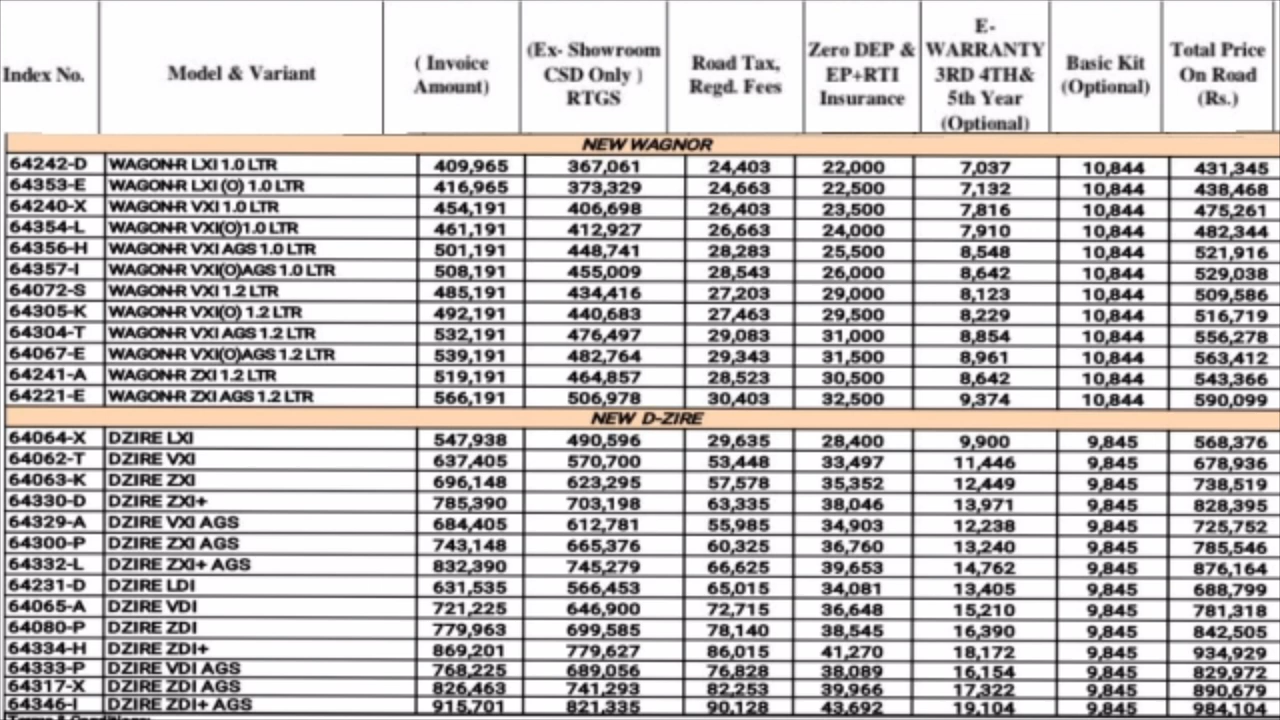 Index No. | Model & Variant | ( Invoice Amount) | (Ex- Showroom CSD Only ) RTGS | Road Tax, Regd. Fees | Zero DEP & EP+RTI Insurance | E-WARRANTY 3RD 4TH& 5th Year (Optional) | Basic Kit (Optional) | Total Price On Road (Rs.)
NEW WAGNOR
64242-D WAGON-R LXI 1.0 LTR 409,965 367,061 24,403 22,000 7,037 10,844 431,345
64353-E WAGON-R LXI (O) 1.0 LTR 416,965 373,329 24,663 22,500 7,132 10,844 438,468
64240-X WAGON-R VXI 1.0 LTR 454,191 406,698 26,403 23,500 7,816 10,844 475,261
64354-L WAGON-R VXI(O)1.0 LTR 461,191 412,927 26,663 24,000 7,910 10,844 482,344
64356-H WAGON-R VXI AGS 1.0 LTR 501,191 448,741 28,283 25,500 8,548 10,844 521,916
64357-I WAGON-R VXI(O)AGS 1.0 LTR 508,191 455,009 28,543 26,000 8,642 10,844 529,038
64072-S WAGON-R VXI 1.2 LTR 485,191 434,416 27,203 29,000 8,123 10,844 509,586
64305-K WAGON-R VXI(O) 1.2 LTR 492,191 440,683 27,463 29,500 8,229 10,844 516,719
64304-T WAGON-R VXI AGS 1.2 LTR 532,191 476,497 29,083 31,000 8,854 10,844 556,278
64067-E WAGON-R VXI(O)AGS 1.2 LTR 539,191 482,764 29,343 31,500 8,961 10,844 563,412
64241-A WAGON-R ZXI 1.2 LTR 519,191 464,857 28,523 30,500 8,642 10,844 543,366
64221-E WAGON-R ZXI AGS 1.2 LTR 566,191 506,978 30,403 32,500 9,374 10,844 590,099
NEW D-ZIRE
64064-X DZIRE LXI 547,938 490,596 29,635 28,400 9,900 9,845 568,376
64062-T DZIRE VXI 637,405 570,700 53,448 33,497 11,446 9,845 678,936
64063-K DZIRE ZXI 696,148 623,295 57,578 35,352 12,449 9,845 738,519
64330-D DZIRE ZXI+ 785,390 703,198 63,335 38,046 13,971 9,845 828,395
64329-A DZIRE VXI AGS 684,405 612,781 55,985 34,903 12,238 9,845 725,752
64300-P DZIRE ZXI AGS 743,148 665,376 60,325 36,760 13,240 9,845 785,546
64332-L DZIRE ZXI+ AGS 832,390 745,279 66,625 39,653 14,762 9,845 876,164
64231-D DZIRE LDI 631,535 566,453 65,015 34,081 13,405 9,845 688,799
64065-A DZIRE VDI 721,225 646,900 72,715 36,648 15,210 9,845 781,318
64080-P DZIRE ZDI 779,963 699,585 78,140 38,545 16,390 9,845 842,505
64334-H DZIRE ZDI+ 869,201 779,627 86,015 41,270 18,172 9,845 934,929
64333-P DZIRE VDI AGS 768,225 689,056 76,828 38,089 16,154 9,845 829,972
64317-X DZIRE ZDI AGS 826,463 741,293 82,253 39,966 17,322 9,845 890,679
64346-I DZIRE ZDI+ AGS 915,701 821,335 90,128 43,692 19,104 9,845 984,104